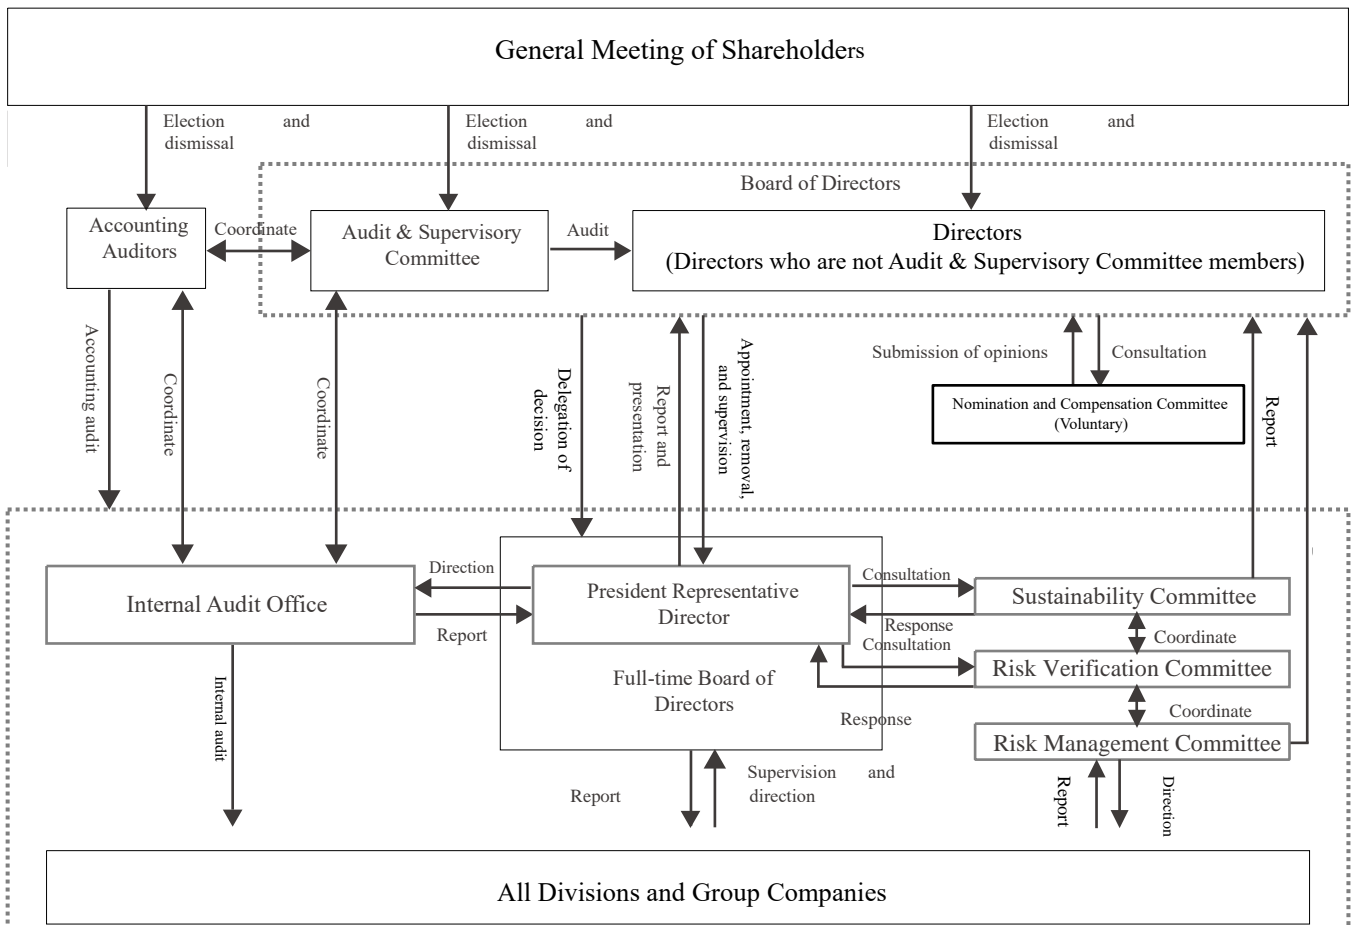 General Meeting of Shareholders
Election and
dismissal
Election and
dismissal
Election and
dismissal
Board of Directors
Accounting
Auditors
Coordinate
Audit & Supervisory
Committee
Audit
Directors
(Directors who are not Audit & Supervisory Committee members)
Accounting audit
Coordinate
Coordinate
Delegation of
decision
Report and
presentation
Appointment, removal,
and supervision
Submission of opinions
Consultation
Nomination and Compensation Committee
(Voluntary)
Report
Internal Audit Office
Direction
Report
President Representative
Director
Full-time Board of
Directors
Consultation
Response
Consultation
Response
Sustainability Committee
Coordinate
Risk Verification Committee
Coordinate
Risk Management Committee
Internal audit
Report
Supervision and
direction
Report
Direction
All Divisions and Group Companies